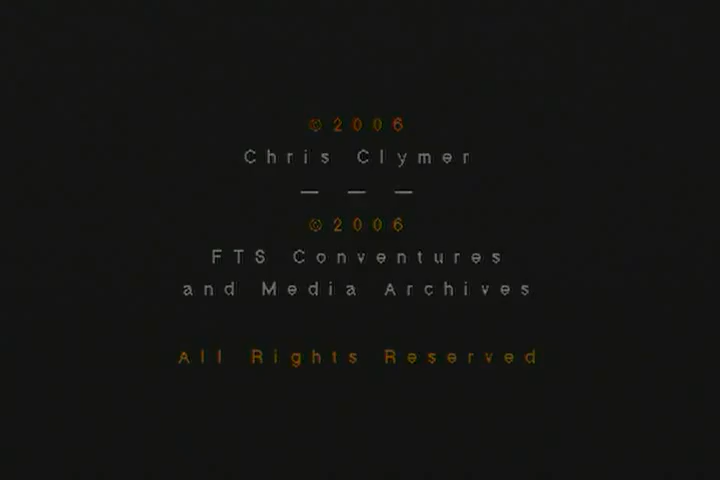 ©2006
Chris Clymer
— — —
©2006
FTS Conventures
and Media Archives
All Rights Reserved